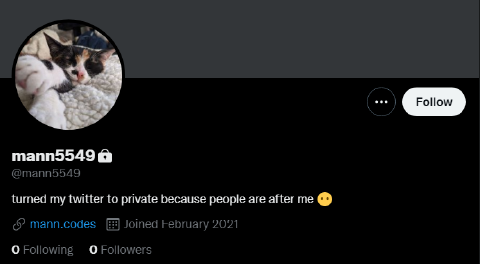 Follow
mann5549
@mann5549
turned my twitter to private because people are after me 😶
mann.codes Joined February 2021
0 Following 0 Followers